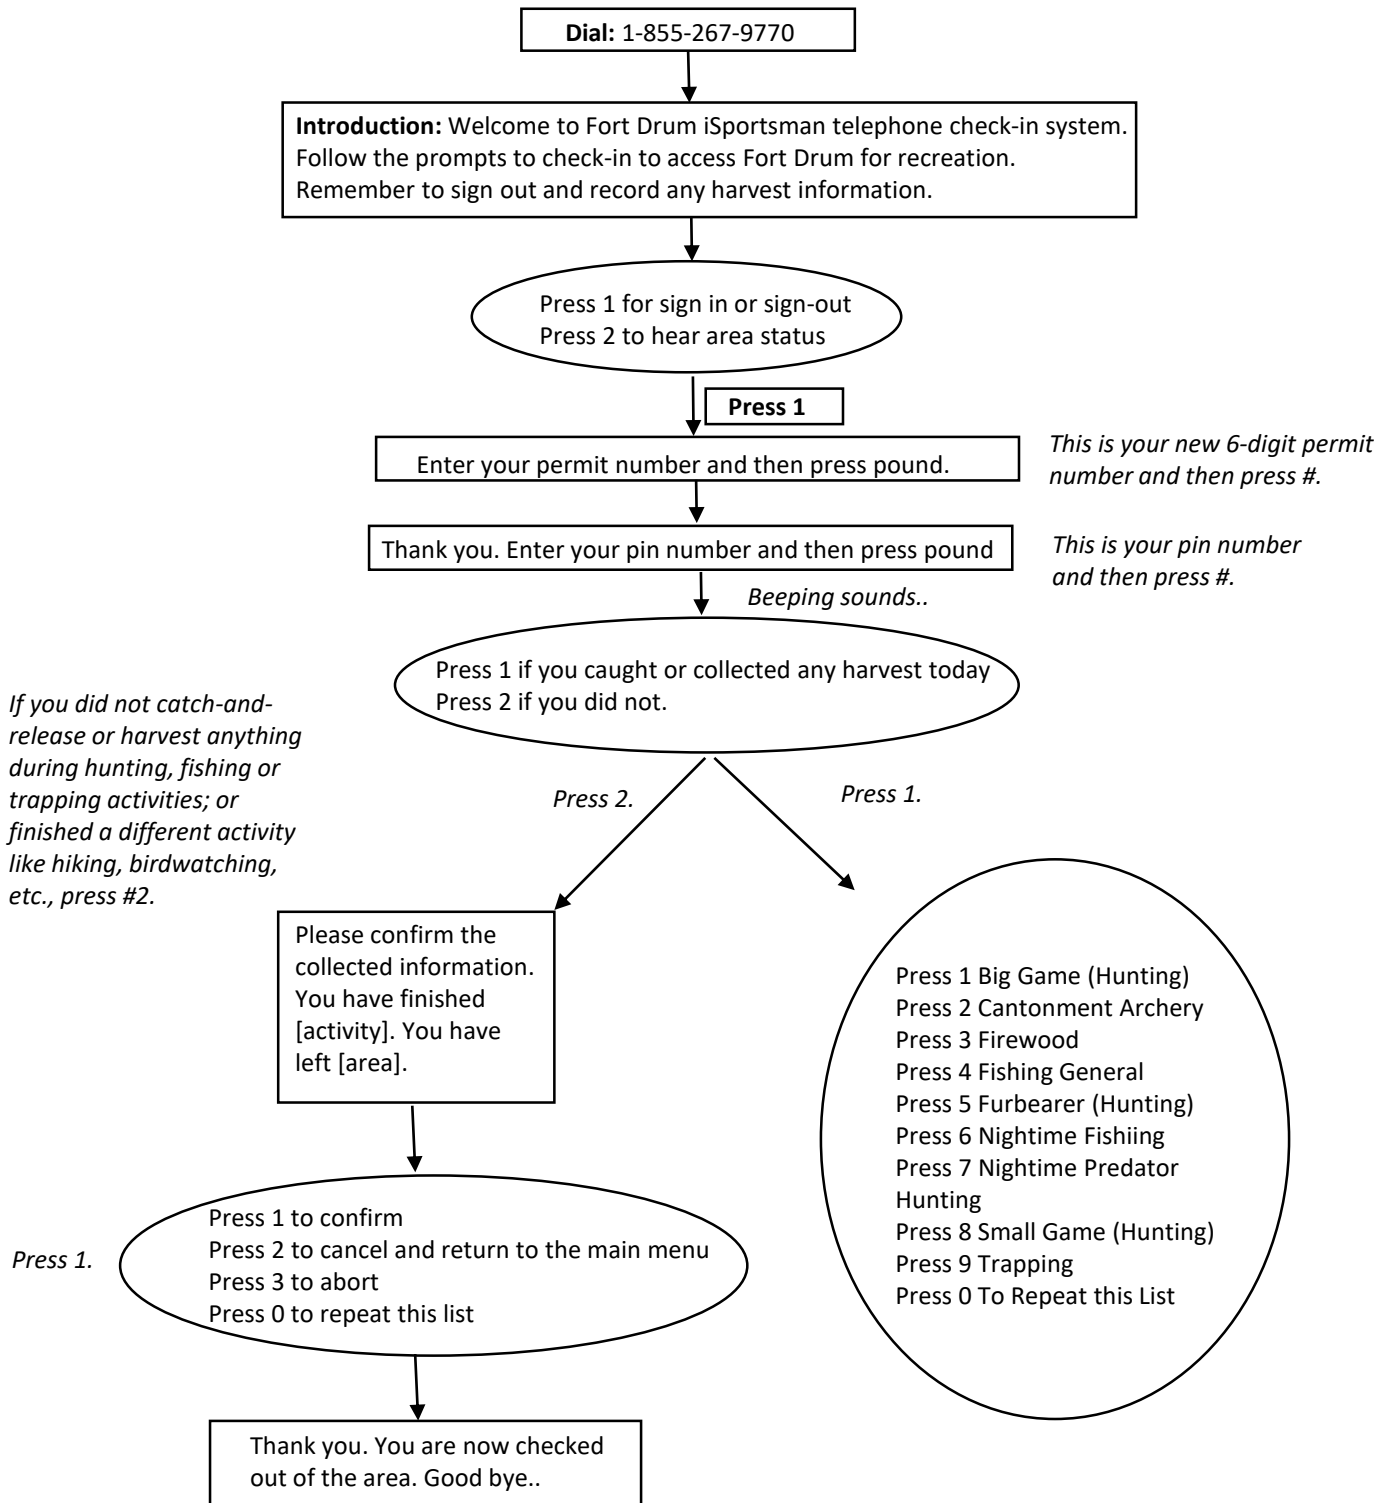 Dial: 1-855-267-9770
Introduction: Welcome to Fort Drum iSportsman telephone check-in system.
Follow the prompts to check-in to access Fort Drum for recreation.
Remember to sign out and record any harvest information.
Press 1 for sign in or sign-out
Press 2 to hear area status
Press 1
Enter your permit number and then press pound.
This is your new 6-digit permit
number and then press #.
Thank you. Enter your pin number and then press pound
This is your pin number
and then press #.
Beeping sounds..
Press 1 if you caught or collected any harvest today
Press 2 if you did not.
If you did not catch-and-
release or harvest anything
during hunting, fishing or
trapping activities; or
finished a different activity
like hiking, birdwatching,
etc., press #2.
Press 2.
Press 1.
Please confirm the
collected information.
You have finished
[activity]. You have
left [area].
Press 1 Big Game (Hunting)
Press 2 Cantonment Archery
Press 3 Firewood
Press 4 Fishing General
Press 5 Furbearer (Hunting)
Press 6 Nightime Fishiing
Press 7 Nightime Predator
Hunting
Press 8 Small Game (Hunting)
Press 9 Trapping
Press 0 To Repeat this List
Press 1.
Press 1 to confirm
Press 2 to cancel and return to the main menu
Press 3 to abort
Press 0 to repeat this list
Thank you. You are now checked
out of the area. Good bye..